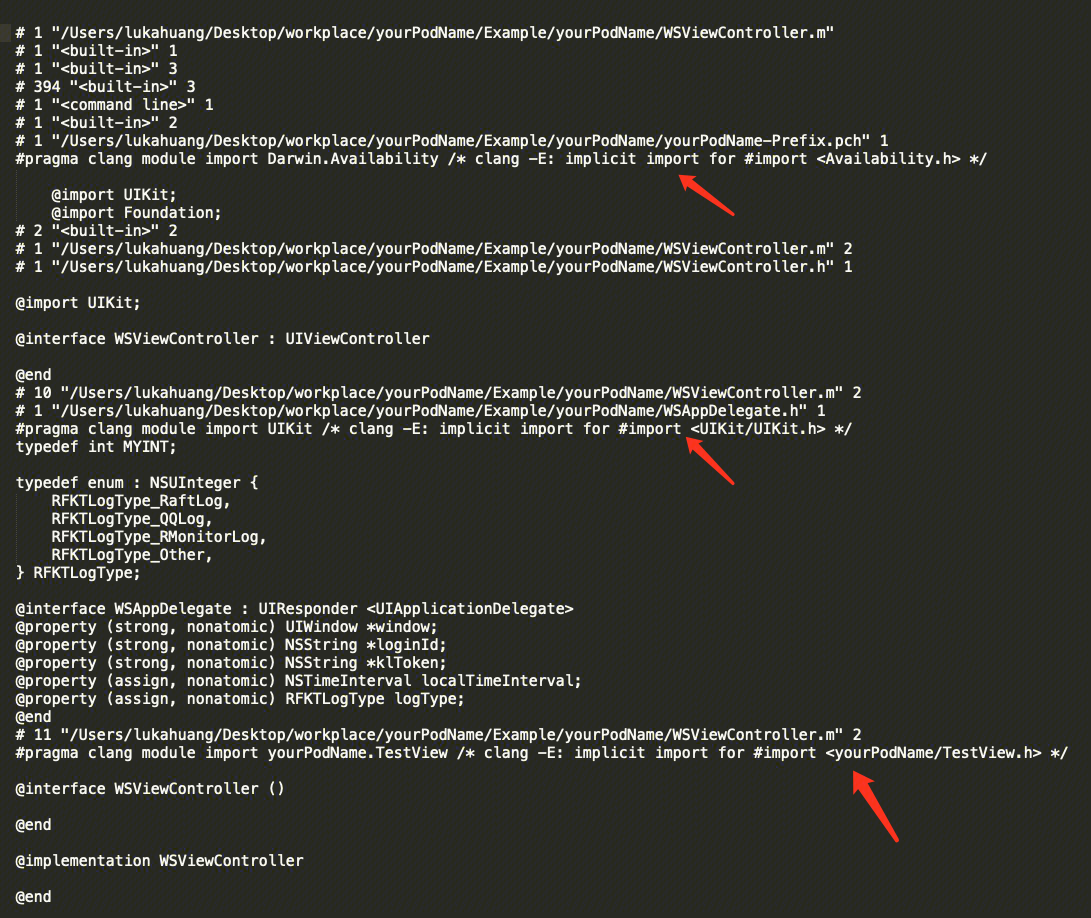 # 1 "/Users/lukahuang/Desktop/workplace/yourPodName/Example/yourPodName/WSViewController.m"
# 1 "<built-in>" 1
# 1 "<built-in>" 3
# 394 "<built-in>" 3
# 1 "<command line>" 1
# 1 "<built-in>" 2
# 1 "/Users/lukahuang/Desktop/workplace/yourPodName/Example/yourPodName/yourPodName-Prefix.pch" 1
#pragma clang module import Darwin.Availability /* clang -E: implicit import for #import <Availability.h> */
@import UIKit;
@import Foundation;
# 2 "<built-in>" 2
# 1 "/Users/lukahuang/Desktop/workplace/yourPodName/Example/yourPodName/WSViewController.m" 2
# 1 "/Users/lukahuang/Desktop/workplace/yourPodName/Example/yourPodName/WSViewController.h" 1
@import UIKit;
@interface WSViewController : UIViewController
@end
# 10 "/Users/lukahuang/Desktop/workplace/yourPodName/Example/yourPodName/WSViewController.m" 2
# 1 "/Users/lukahuang/Desktop/workplace/yourPodName/Example/yourPodName/WSAppDelegate.h" 1
#pragma clang module import UIKit /* clang -E: implicit import for #import <UIKit/UIKit.h> */
typedef int MYINT;
typedef enum : NSUInteger {
RFKTLogType_RaftLog,
RFKTLogType_QQLog,
RFKTLogType_RMonitorLog,
RFKTLogType_Other,
} RFKTLogType;
@interface WSAppDelegate : UIResponder <UIApplicationDelegate>
@property (strong, nonatomic) UIWindow *window;
@property (strong, nonatomic) NSString *loginId;
@property (strong, nonatomic) NSString *klToken;
@property (assign, nonatomic) NSTimeInterval localTimeInterval;
@property (assign, nonatomic) RFKTLogType logType;
@end
# 11 "/Users/lukahuang/Desktop/workplace/yourPodName/Example/yourPodName/WSViewController.m" 2
#pragma clang module import yourPodName.TestView /* clang -E: implicit import for #import <yourPodName/TestView.h> */
@interface WSViewController ()
@end
@implementation WSViewController
@end